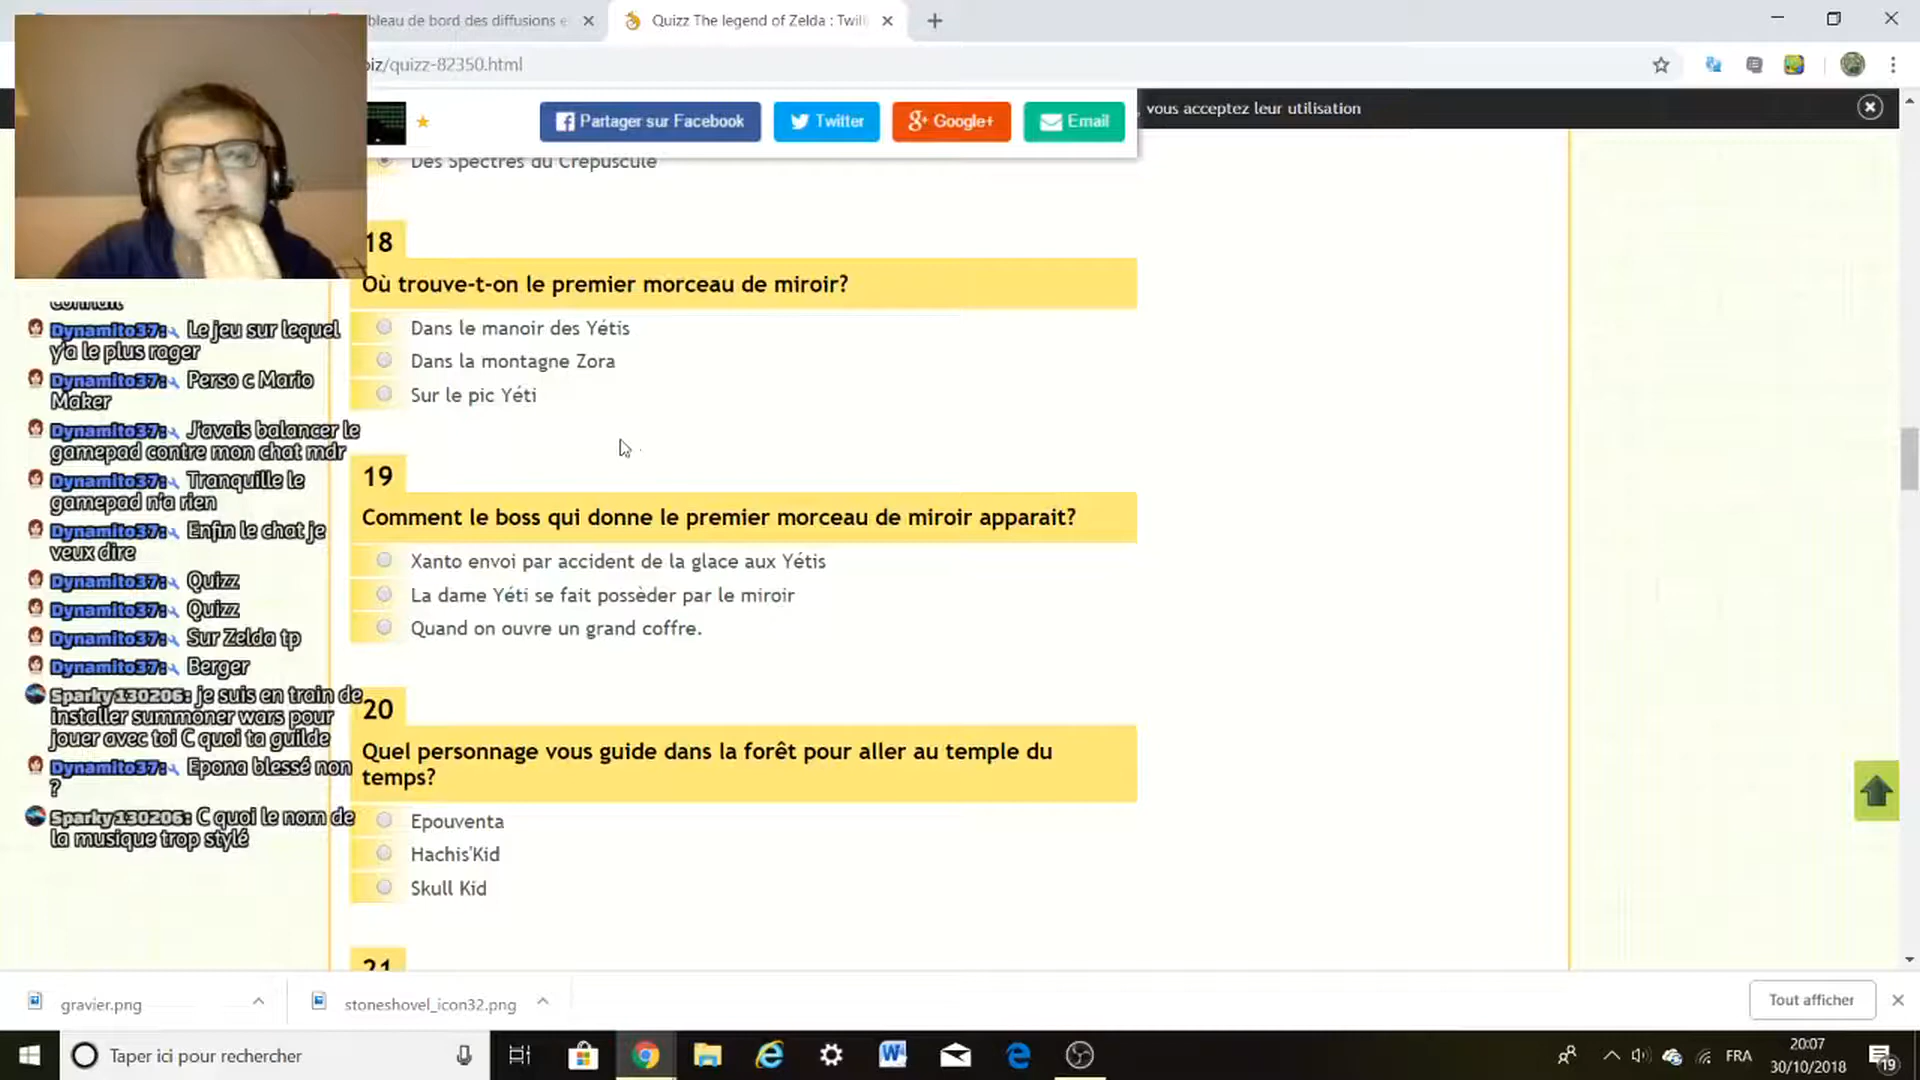 bleau de bord des diffusions e
Quizz The legend of Zelda : Twili
biz/quizz-82350.html
Partager sur Facebook
Twitter
Google+
Email
, vous acceptez leur utilisation
Des Spectres du Crépuscule
18
Où trouve-t-on le premier morceau de miroir?
Dans le manoir des Yétis
Dans la montagne Zora
Sur le pic Yéti
19
Comment le boss qui donne le premier morceau de miroir apparait?
Xanto envoi par accident de la glace aux Yétis
La dame Yéti se fait possèder par le miroir
Quand on ouvre un grand coffre.
20
Quel personnage vous guide dans la forêt pour aller au temple du
temps?
Epouventa
Hachis'Kid
Skull Kid
21
connait
Dynamito37: Le jeu sur lequel
y'a le plus rager
Dynamito37: Perso c Mario
Maker
Dynamito37: J'avais balancer le
gamepad contre mon chat mdr
Dynamito37: Tranquille le
gamepad n'a rien
Dynamito37: Enfin le chat je
veux dire
Dynamito37: Quizz
Dynamito37: Quizz
Dynamito37: Sur Zelda tp
Dynamito37: Berger
Sparky130206: je suis en train de
installer summoner wars pour
jouer avec toi C quoi ta guilde
Dynamito37: Epona blessé non
?
Sparky130206: C quoi le nom de
la musique trop stylé
gravier.png
stoneshovel_icon32.png
Tout afficher
Taper ici pour rechercher
FRA
20:07
30/10/2018
19